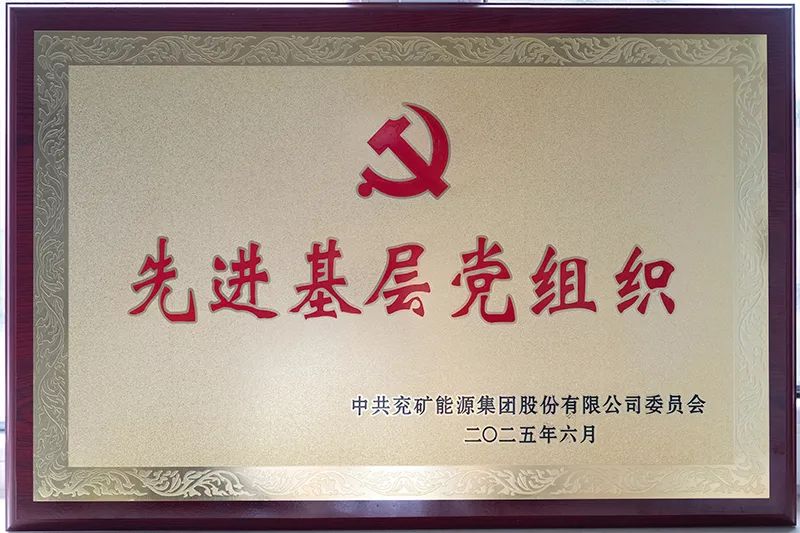 先进基层党组织
中共兖矿能源集团股份有限公司委员会
二〇二五年六月